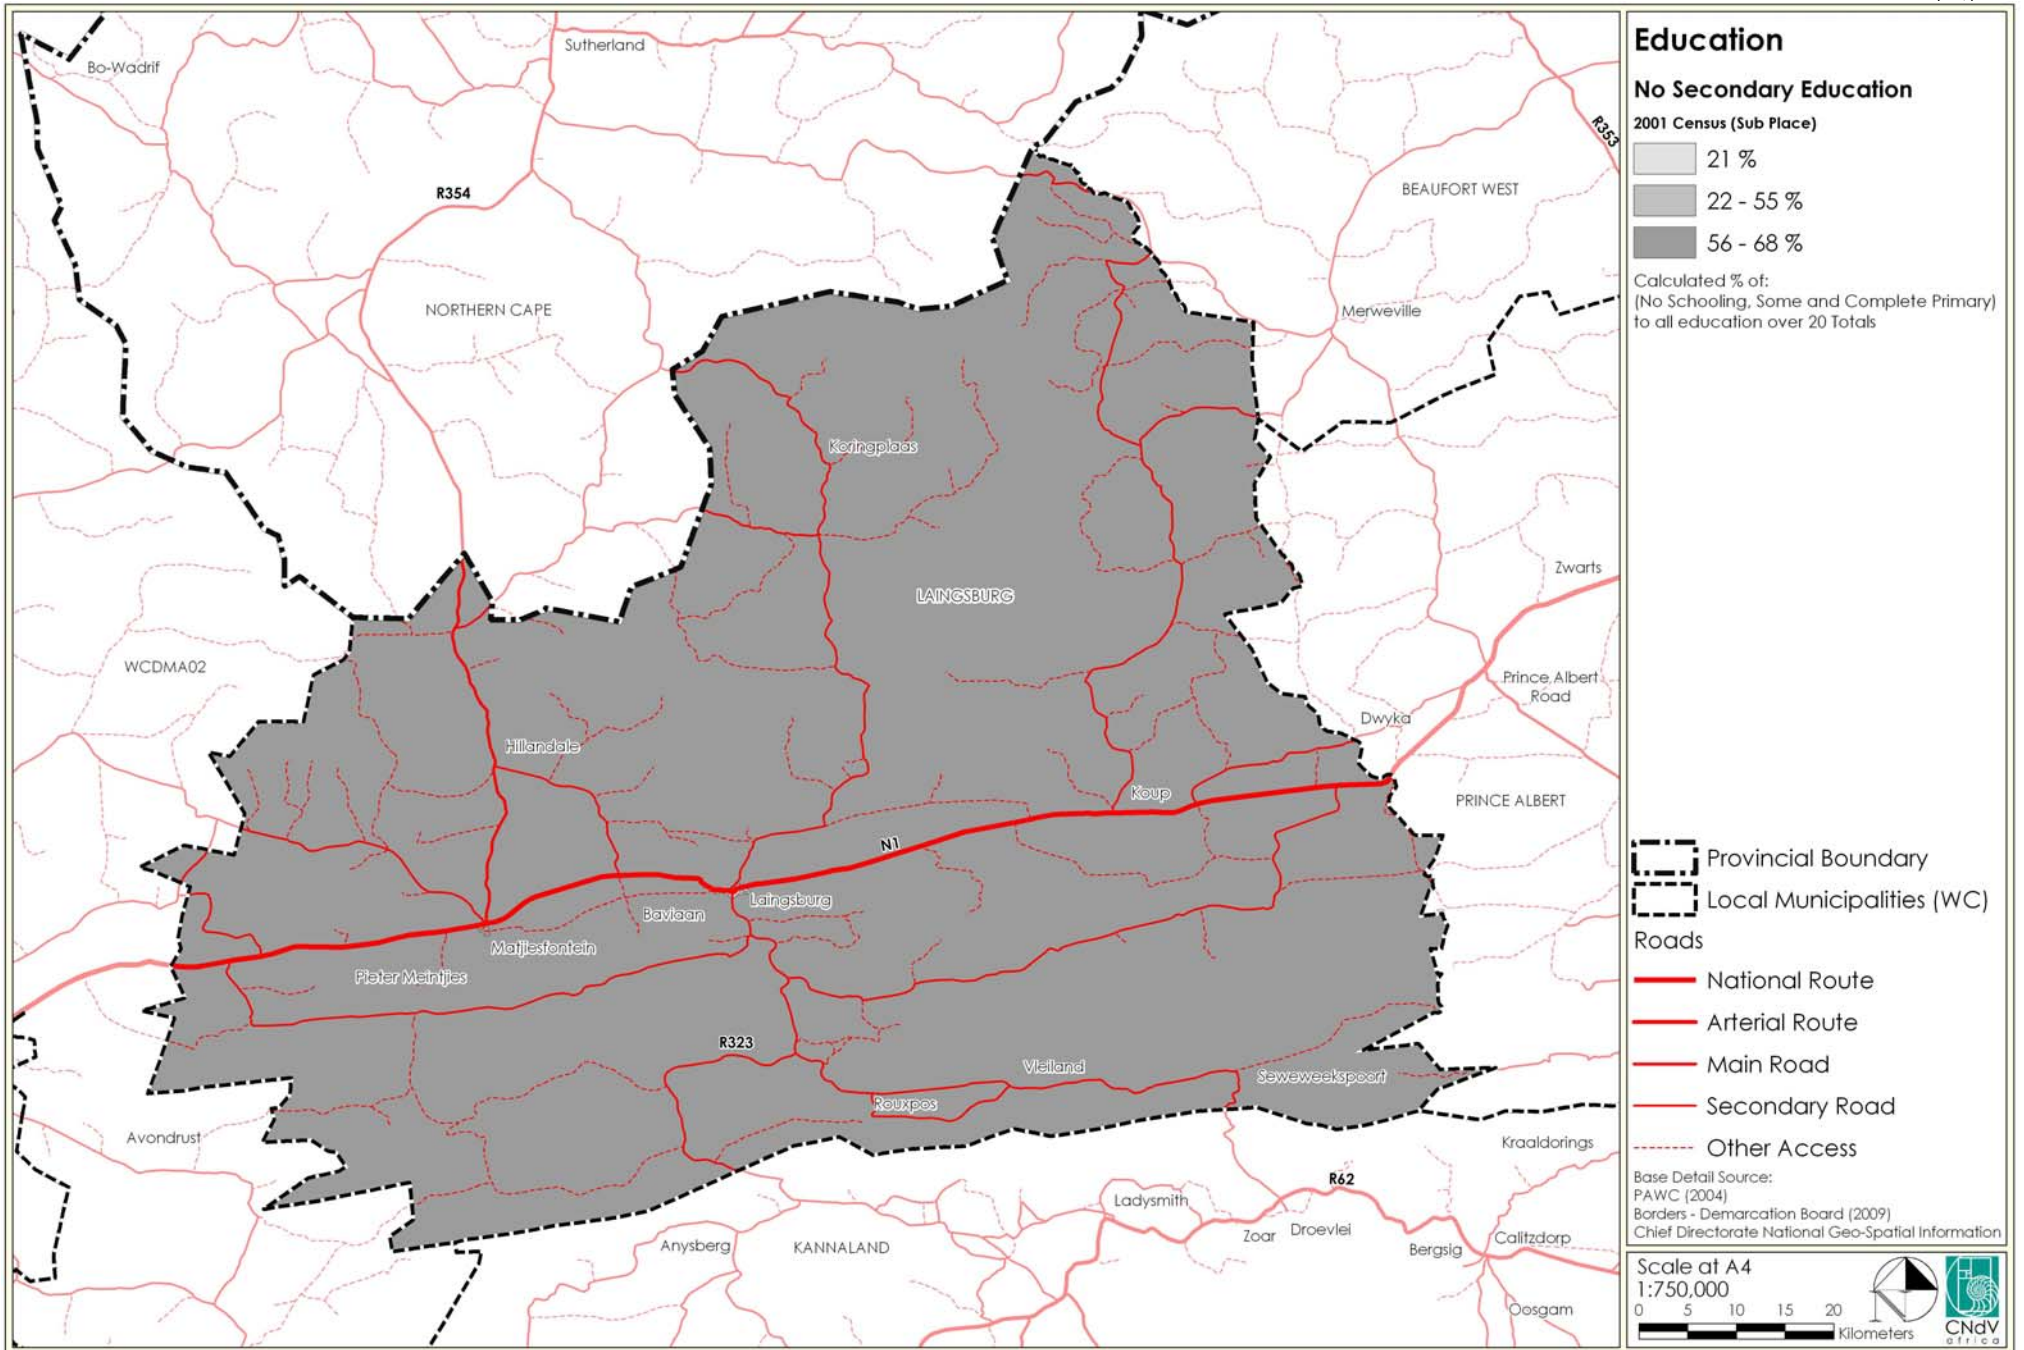 Sutherland
Bo-Wadrif
R353
R354
BEAUFORT WEST
NORTHERN CAPE
Merweville
Koringplaas
Zwarts
LAINGSBURG
WCDMA02
Prince Albert
Road
Dwyka
Hillandale
Koup
PRINCE ALBERT
N1
Laingsburg
Baviaan
Matjiesfontein
Pieter Meintjies
R323
Vleiland
Seweweekspoort
Rouxpos
Avondrust
Kraaldorings
R62
Ladysmith
Zoar
Droevlei
Calitzdorp
Anysberg
KANNALAND
Bergsig
Oosgam
Education
No Secondary Education
2001 Census (Sub Place)
21 %
22 - 55 %
56 - 68 %
Calculated % of:
(No Schooling, Some and Complete Primary)
to all education over 20 Totals
Provincial Boundary
Local Municipalities (WC)
Roads
National Route
Arterial Route
Main Road
Secondary Road
Other Access
Base Detail Source:
PAWC (2004)
Borders - Demarcation Board (2009)
Chief Directorate National Geo-Spatial Information
Scale at A4
1:750,000
0 5 10 15 20
Kilometers
N
CNdV
africa